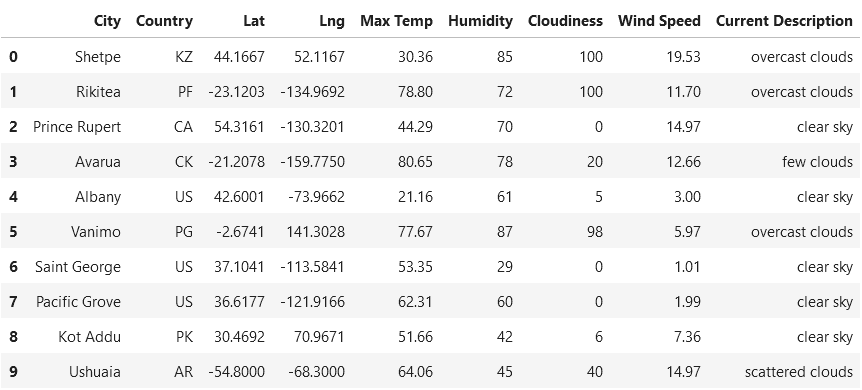 City Country Lat Lng Max Temp Humidity Cloudiness Wind Speed Current Description
0 Shetpe KZ 44.1667 52.1167 30.36 85 100 19.53 overcast clouds
1 Rikitea PF -23.1203 -134.9692 78.80 72 100 11.70 overcast clouds
2 Prince Rupert CA 54.3161 -130.3201 44.29 70 0 14.97 clear sky
3 Avarua CK -21.2078 -159.7750 80.65 78 20 12.66 few clouds
4 Albany US 42.6001 -73.9662 21.16 61 5 3.00 clear sky
5 Vanimo PG -2.6741 141.3028 77.67 87 98 5.97 overcast clouds
6 Saint George US 37.1041 -113.5841 53.35 29 0 1.01 clear sky
7 Pacific Grove US 36.6177 -121.9166 62.31 60 0 1.99 clear sky
8 Kot Addu PK 30.4692 70.9671 51.66 42 6 7.36 clear sky
9 Ushuaia AR -54.8000 -68.3000 64.06 45 40 14.97 scattered clouds